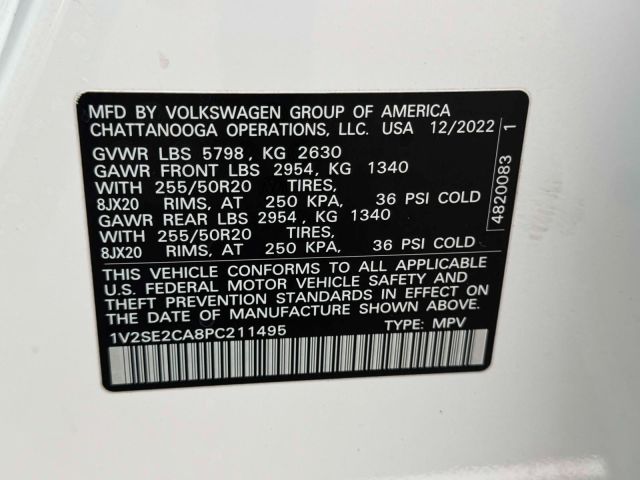 MFD BY VOLKSWAGEN GROUP OF AMERICA
CHATTANOOGA OPERATIONS, LLC. USA 12/2022
GVWR LBS 5798, KG 2630
GAWR FRONT LBS 2954, KG 1340
WITH 255/50R20 TIRES,
8JX20 RIMS, AT 250 KPA, 36 PSI COLD
GAWR REAR LBS 2954, KG 1340
WITH 255/50R20 TIRES,
8JX20 RIMS, AT 250 KPA, 36 PSI COLD
THIS VEHICLE CONFORMS TO ALL APPLICABLE
U.S. FEDERAL MOTOR VEHICLE SAFETY AND
THEFT PREVENTION STANDARDS IN EFFECT ON
THE DATE OF MANUFACTURE SHOWN ABOVE.
1V2SE2CA8PC211495 TYPE: MPV
4820083 1